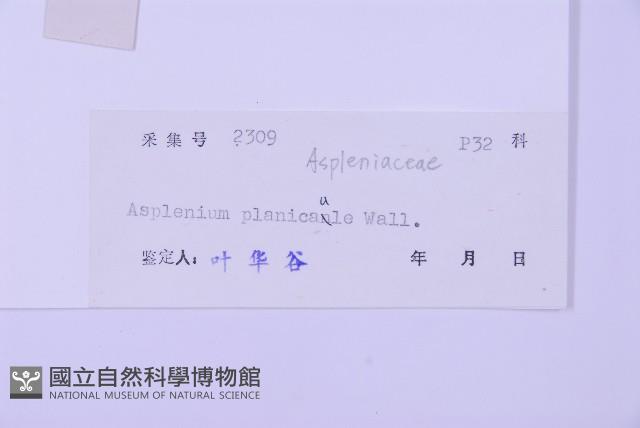 采集号 2309 P32 科
Aspleniaceae
u
Asplenium planicanle Wall.
鉴定人: 叶华谷 年 月 日
國立自然科學博物館
NATIONAL MUSEUM OF NATURAL SCIENCE